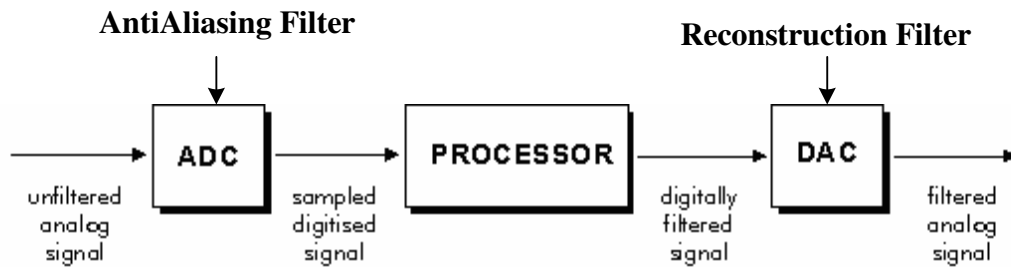 AntiAliasing Filter
Reconstruction Filter
ADC
PROCESSOR
DAC
unfiltered
analog
signal
sampled
digitised
signal
digitally
filtered
signal
filtered
analog
signal